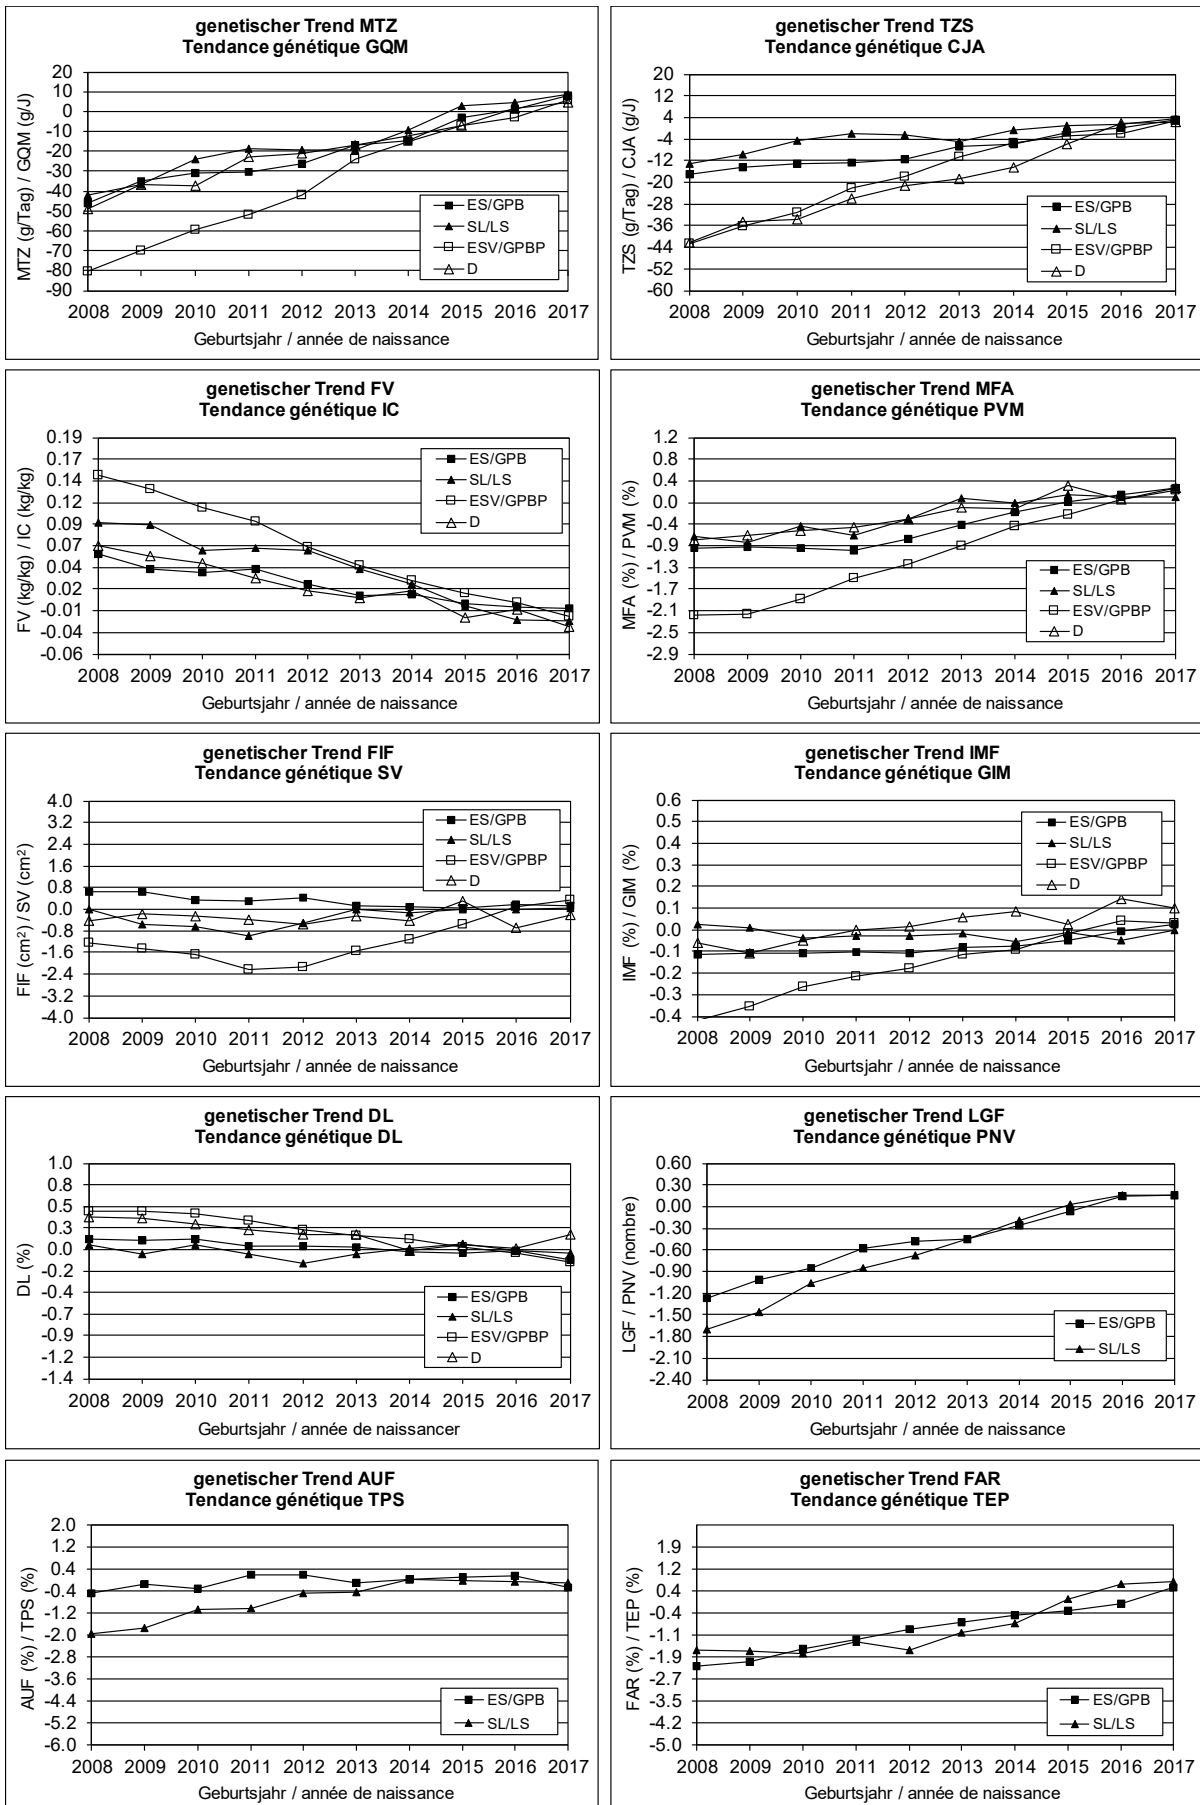 genetischer Trend MTZ
Tendance génétique GQM
MTZ (g/Tag) / GQM (g/J)
20
10
0
-10
-20
-30
-40
-50
-60
-70
-80
-90
ES/GPB
SL/LS
ESV/GPBP
D
2008 2009 2010 2011 2012 2013 2014 2015 2016 2017
Geburtsjahr / année de naissance
genetischer Trend TZS
Tendance génétique CJA
TZS (g/Tag) / CJA (g/J)
20
12
4
-4
-12
-20
-28
-36
-44
-52
-60
ES/GPB
SL/LS
ESV/GPBP
D
2008 2009 2010 2011 2012 2013 2014 2015 2016 2017
Geburtsjahr / année de naissance
genetischer Trend FV
Tendance génétique IC
FV (kg/kg) / IC (kg/kg)
0.19
0.17
0.14
0.12
0.09
0.07
0.04
0.02
-0.01
-0.04
-0.06
ES/GPB
SL/LS
ESV/GPBP
D
2008 2009 2010 2011 2012 2013 2014 2015 2016 2017
Geburtsjahr / année de naissance
genetischer Trend MFA
Tendance génétique PVM
MFA (%) / PVM (%)
1.2
0.8
0.4
0.0
-0.4
-0.9
-1.3
-1.7
-2.1
-2.5
-2.9
ES/GPB
SL/LS
ESV/GPBP
D
2008 2009 2010 2011 2012 2013 2014 2015 2016 2017
Geburtsjahr / année de naissance
genetischer Trend FIF
Tendance génétique SV
FIF (cm²) / SV (cm²)
4.0
3.2
2.4
1.6
0.8
0.0
-0.8
-1.6
-2.4
-3.2
-4.0
ES/GPB
SL/LS
ESV/GPBP
D
2008 2009 2010 2011 2012 2013 2014 2015 2016 2017
Geburtsjahr / année de naissance
genetischer Trend IMF
Tendance génétique GIM
IMF (%) / GIM (%)
0.6
0.5
0.4
0.3
0.2
0.1
0.0
-0.1
-0.2
-0.3
-0.4
ES/GPB
SL/LS
ESV/GPBP
D
2008 2009 2010 2011 2012 2013 2014 2015 2016 2017
Geburtsjahr / année de naissance
genetischer Trend DL
Tendance génétique DL
DL (%)
1.0
0.8
0.5
0.3
0.0
-0.2
-0.4
-0.7
-0.9
-1.2
-1.4
ES/GPB
SL/LS
ESV/GPBP
D
2008 2009 2010 2011 2012 2013 2014 2015 2016 2017
Geburtsjahr / année de naissancer
genetischer Trend LGF
Tendance génétique PNV
LGF / PNV (nombre)
0.60
0.30
0.00
-0.30
-0.60
-0.90
-1.20
-1.50
-1.80
-2.10
-2.40
ES/GPB
SL/LS
2008 2009 2010 2011 2012 2013 2014 2015 2016 2017
Geburtsjahr / année de naissance
genetischer Trend AUF
Tendance génétique TPS
AUF (%) / TPS (%)
2.0
1.2
0.4
-0.4
-1.2
-2.0
-2.8
-3.6
-4.4
-5.2
-6.0
ES/GPB
SL/LS
2008 2009 2010 2011 2012 2013 2014 2015 2016 2017
Geburtsjahr / année de naissance
genetischer Trend FAR
Tendance génétique TEP
FAR (%) / TEP (%)
1.9
1.2
0.4
-0.4
-1.1
-1.9
-2.7
-3.5
-4.2
-5.0
ES/GPB
SL/LS
2008 2009 2010 2011 2012 2013 2014 2015 2016 2017
Geburtsjahr / année de naissance